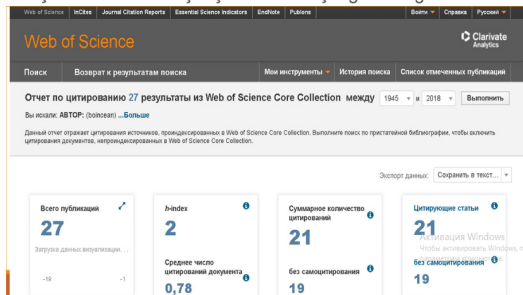 Web of Science InCites Journal Citation Reports Essential Science Indicators EndNote Publons Войти Справка Русский
Web of Science
Clarivate
Analytics
Поиск Возврат к результатам поиска Мои инструменты История поиска Список отмеченных публикаций
Отчет по цитированию 27 результаты из Web of Science Core Collection между 1945 и 2018 Выполнить
Вы искали: АВТОР: (boincean) ...Больше
Данный отчет отражает цитирования источников, проиндексированных в Web of Science Core Collection. Выполните поиск по пристатейной библиографии, чтобы включить
цитирования документов, непроиндексированных в Web of Science Core Collection.
Экспорт данных: Сохранить в текст...
Всего публикаций
27
Загрузка данных визуализации...
-19 -1
h-index
2
Среднее число
цитирований документа
0,78
Суммарное количество
цитирований
21
без самоцитирования
19
Цитирующие статьи
21
Активация Windows
Чтобы активировать Windows,
без самоцитирования
19